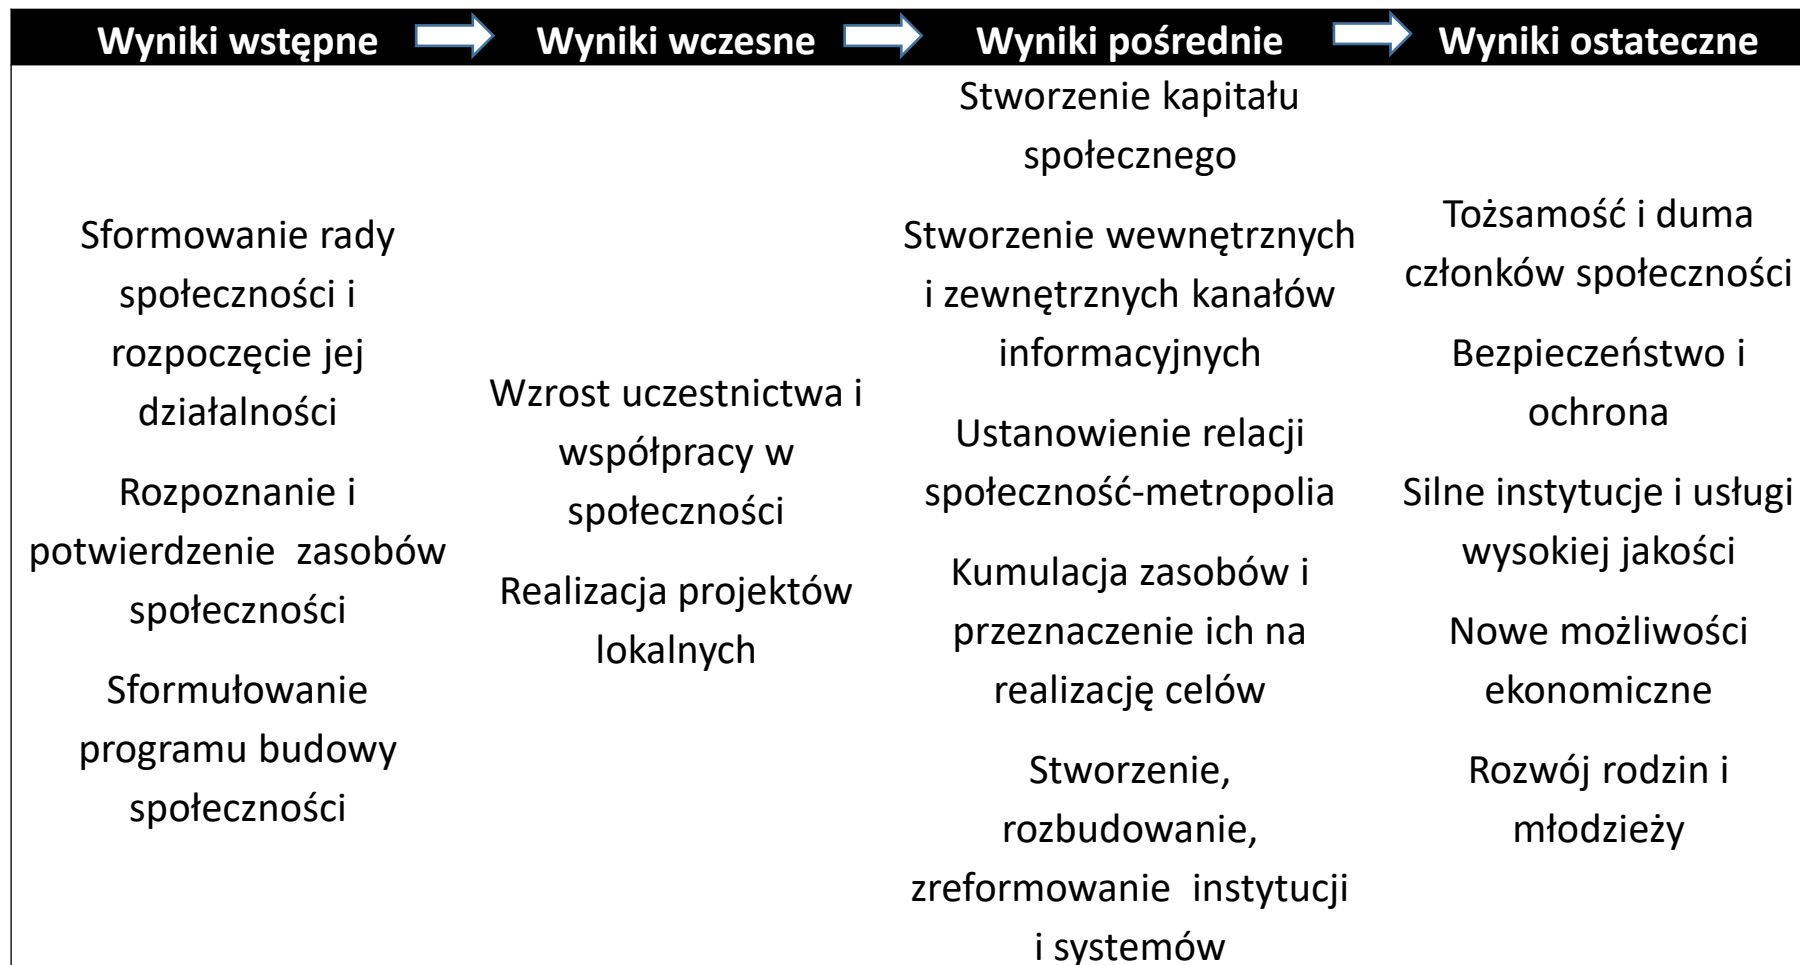 Wyniki wstępne
Wyniki wczesne
Wyniki pośrednie
Wyniki ostateczne
Sformowanie rady
społeczności i
rozpoczęcie jej
działalności
Rozpoznanie i
potwierdzenie  zasobów
społeczności
Sformułowanie
programu budowy
społeczności
Wzrost uczestnictwa i
współpracy w
społeczności
Realizacja projektów
lokalnych
Stworzenie kapitału
społecznego
Stworzenie wewnętrznych
i zewnętrznych kanałów
informacyjnych
Ustanowienie relacji
społeczność-metropolia
Kumulacja zasobów i
przeznaczenie ich na
realizację celów
Stworzenie,
rozbudowanie,
zreformowanie  instytucji
i systemów
Tożsamość i duma
członków społeczności
Bezpieczeństwo i
ochrona
Silne instytucje i usługi
wysokiej jakości
Nowe możliwości
ekonomiczne
Rozwój rodzin i
młodzieży